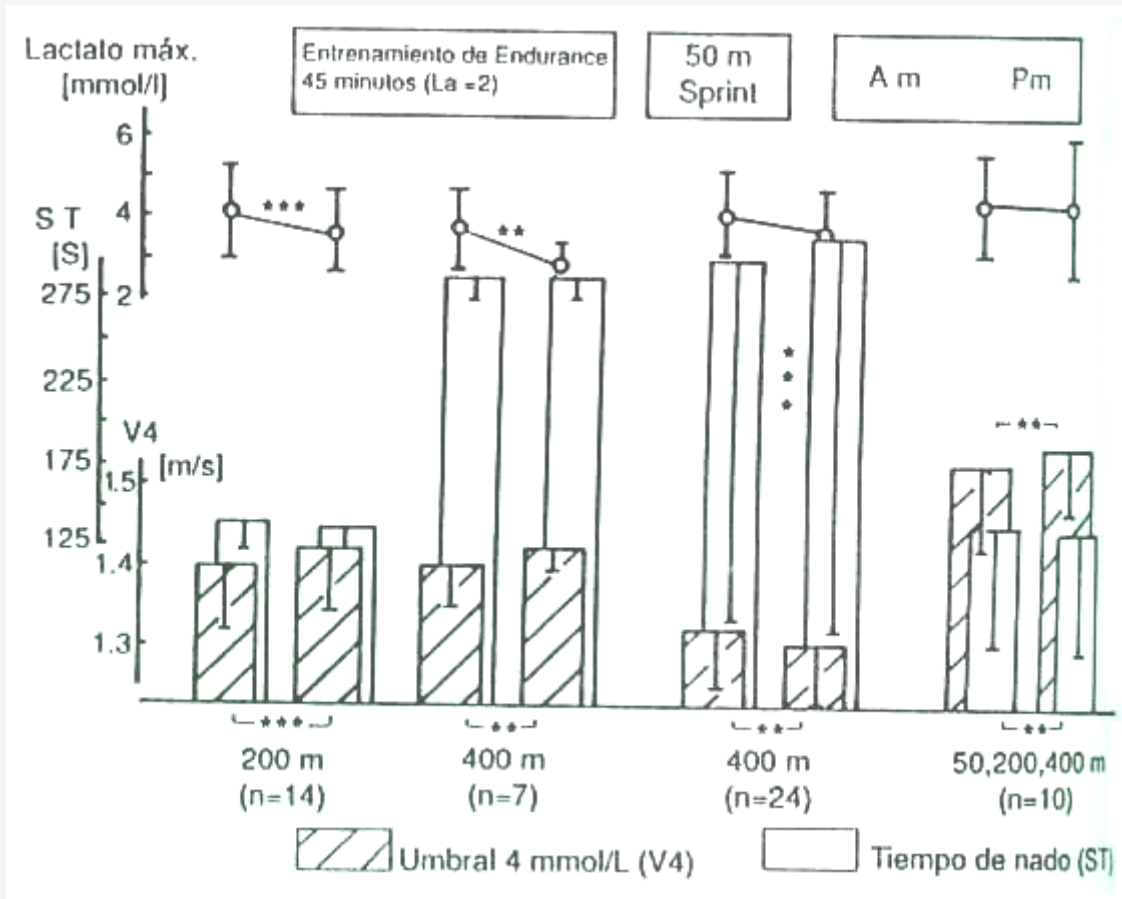 Lactato máx.
[mmol/l]
Entrenamiento de Endurance
45 minutos (La =2)
50 m
Sprint
A m Pm
6
4
2
S T
[S]
275
225
175
125
V4
[m/s]
1.5
1.4
1.3
***
**
***
**
***
**
**
**
200 m
(n=14)
400 m
(n=7)
400 m
(n=24)
50,200,400 m
(n=10)
Umbral 4 mmol/L (V4)
Tiempo de nado (ST)